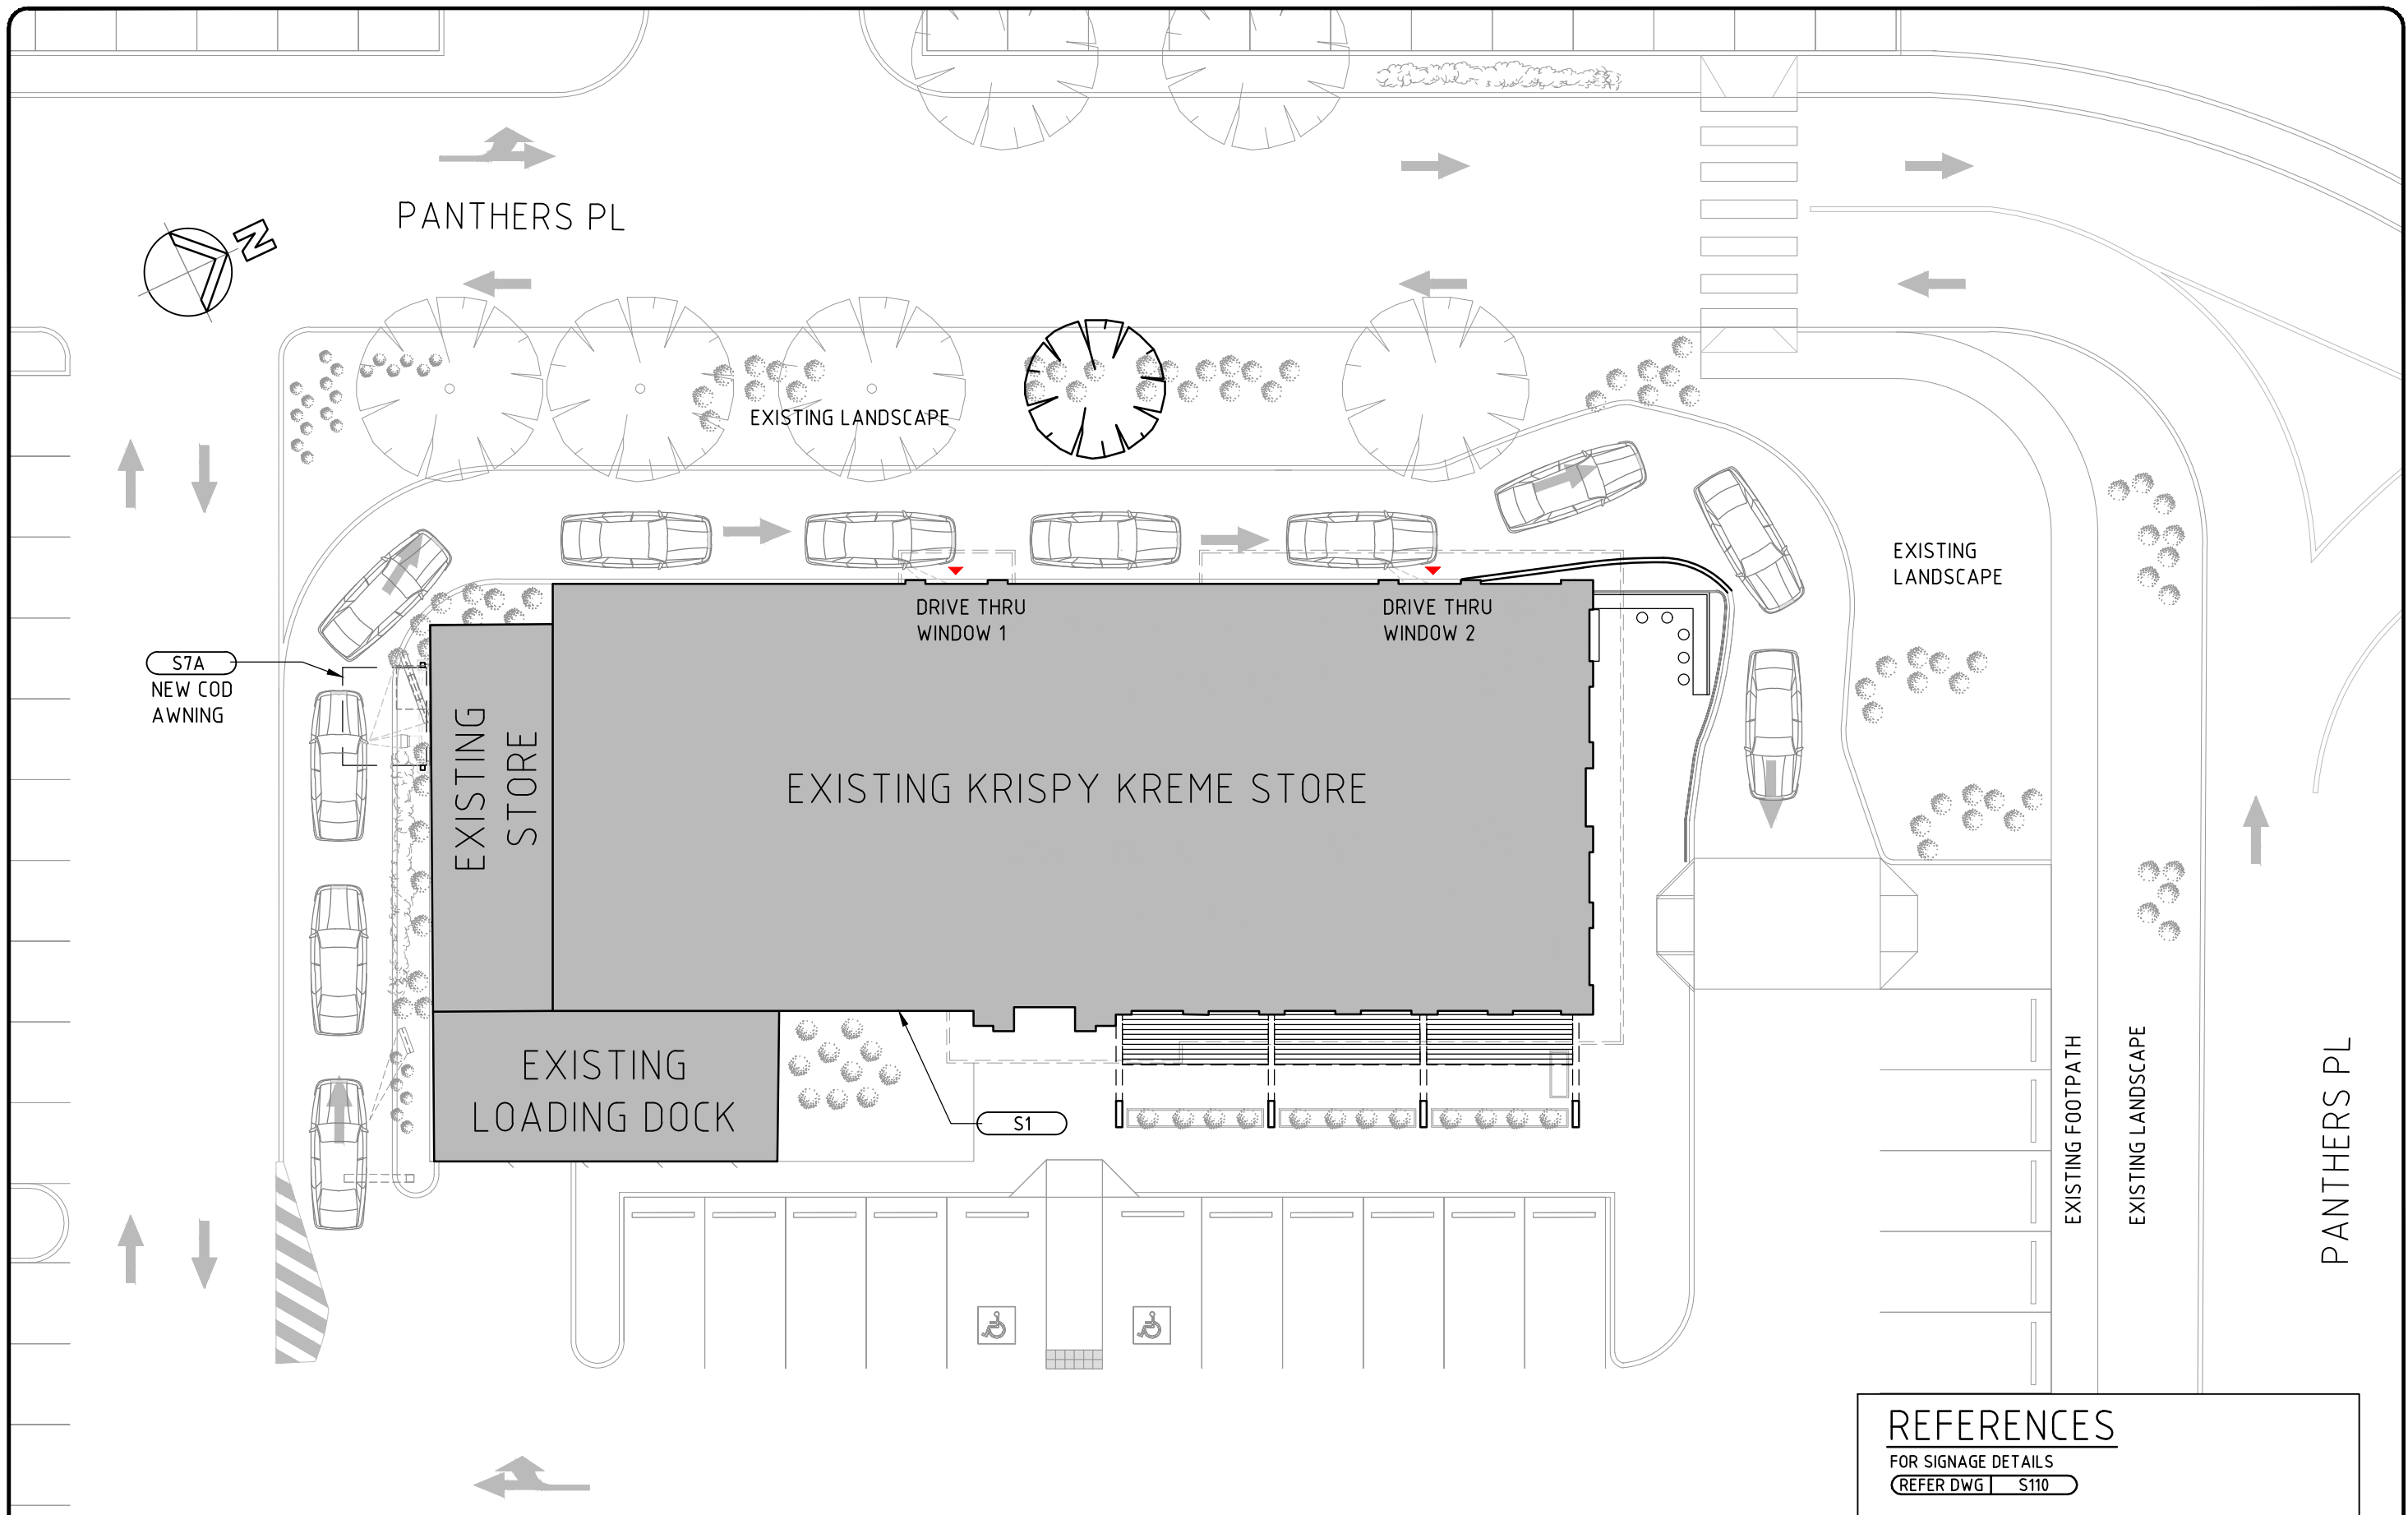 PANTHERS PL
N
EXISTING LANDSCAPE
EXISTING
LANDSCAPE
DRIVE THRU
WINDOW 1
DRIVE THRU
WINDOW 2
S7A
NEW COD
AWNING
EXISTING
STORE
EXISTING KRISPY KREME STORE
EXISTING
LOADING DOCK
S1
EXISTING FOOTPATH
EXISTING LANDSCAPE
PANTHERS PL
REFERENCES
FOR SIGNAGE DETAILS
REFER DWG S110